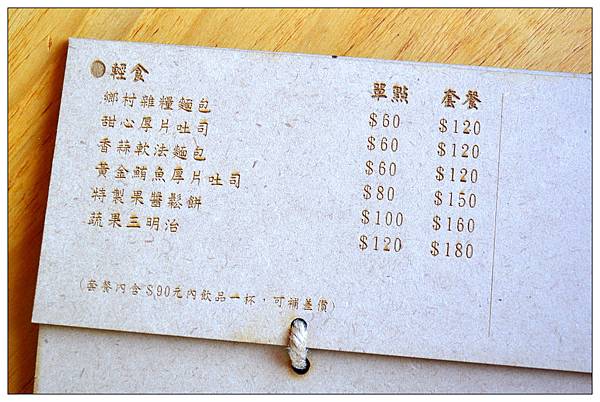 輕食 單點 套餐
鄉村雜糧麵包 $60 $120
甜心厚片吐司 $60 $120
香蒜軟法麵包 $60 $120
黃金鮪魚厚片吐司 $80 $150
特製果醬鬆餅 $100 $160
蔬果三明治 $120 $180
(套餐內含$90元內飲品一杯，可補差價)